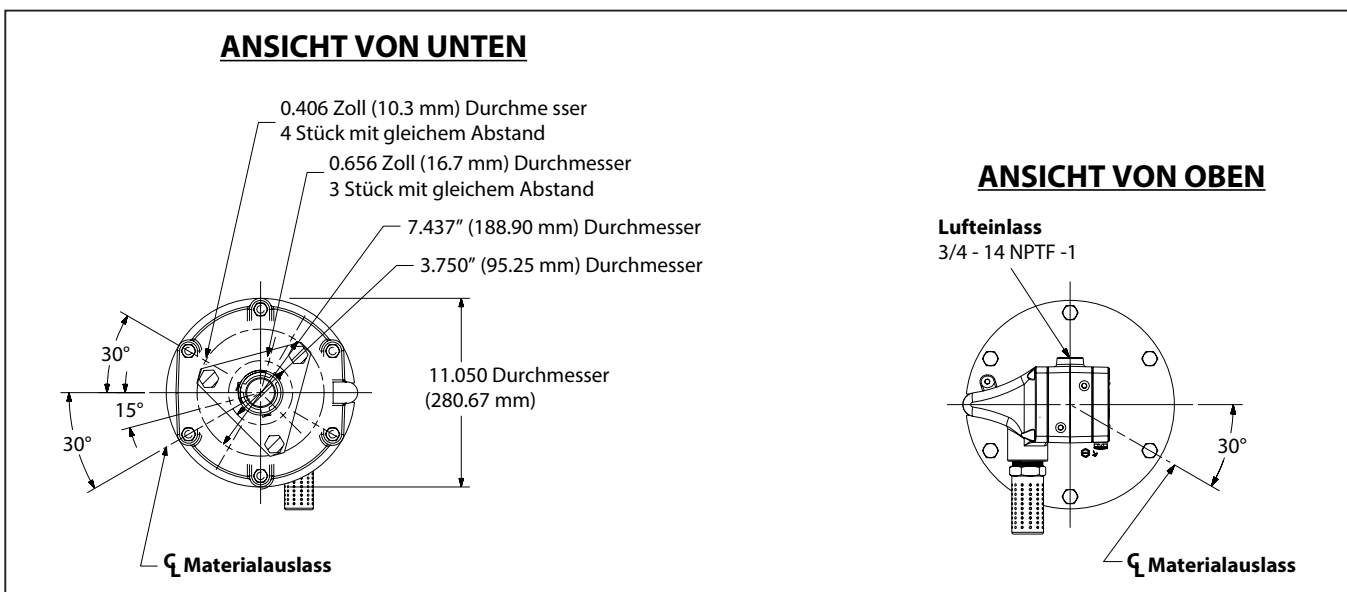 ANSICHT VON UNTEN
0.406 Zoll (10.3 mm) Durchme sser
4 Stück mit gleichem Abstand
0.656 Zoll (16.7 mm) Durchmesser
3 Stück mit gleichem Abstand
7.437” (188.90 mm) Durchmesser
3.750” (95.25 mm) Durchmesser
30°
15°
30°
11.050 Durchmesser
(280.67 mm)
℄ Materialauslass
ANSICHT VON OBEN
Lufteinlass
3/4 - 14 NPTF -1
30°
℄ Materialauslass